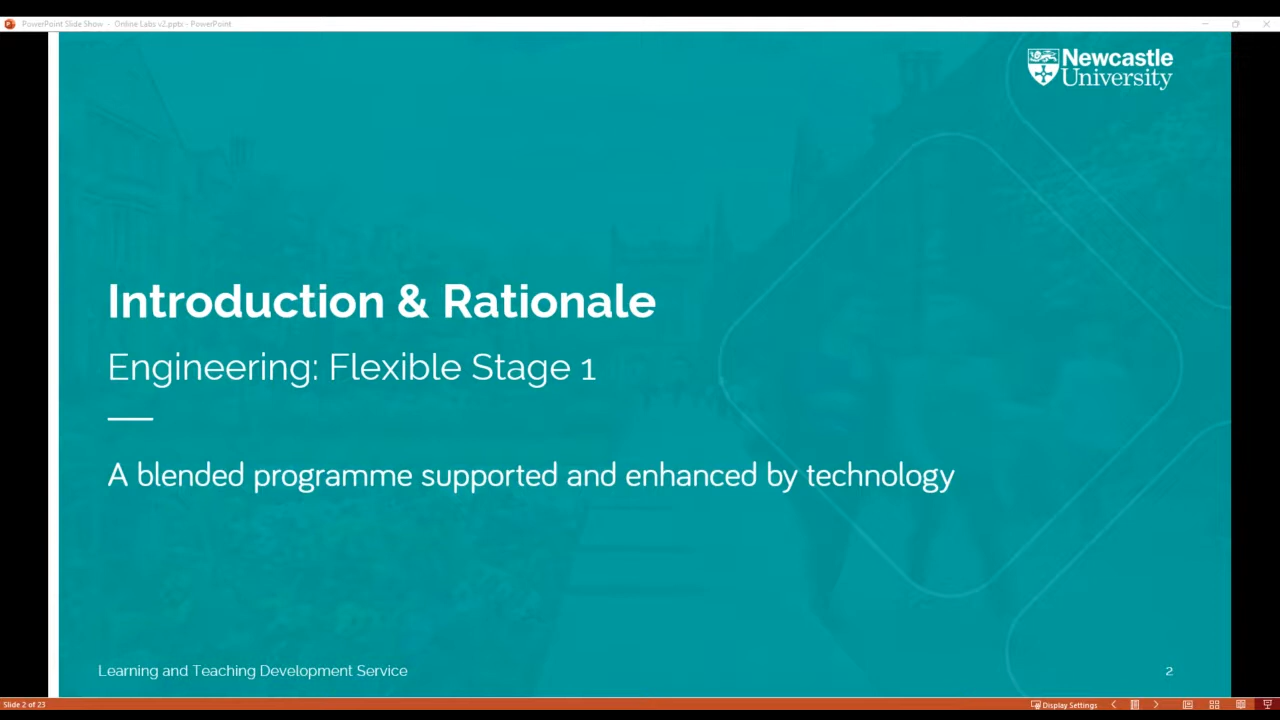 PowerPoint Slide Show - Online Labs v2.pptx - PowerPoint
Newcastle
University
Introduction & Rationale
Engineering: Flexible Stage 1
A blended programme supported and enhanced by technology
Learning and Teaching Development Service
2
Slide 2 of 23
Display Settings